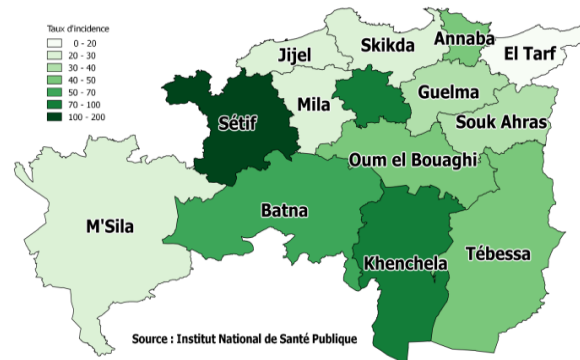 Taux d'incidence
0 - 20
20 - 30
30 - 40
40 - 50
50 - 70
70 - 100
100 - 200
Annaba
Skikda
Jijel
El Tarf
Mila
Guelma
Sétif
Souk Ahras
Oum el Bouaghi
Batna
M'Sila
Khenchela
Tébessa
Source : Institut National de Santé Publique